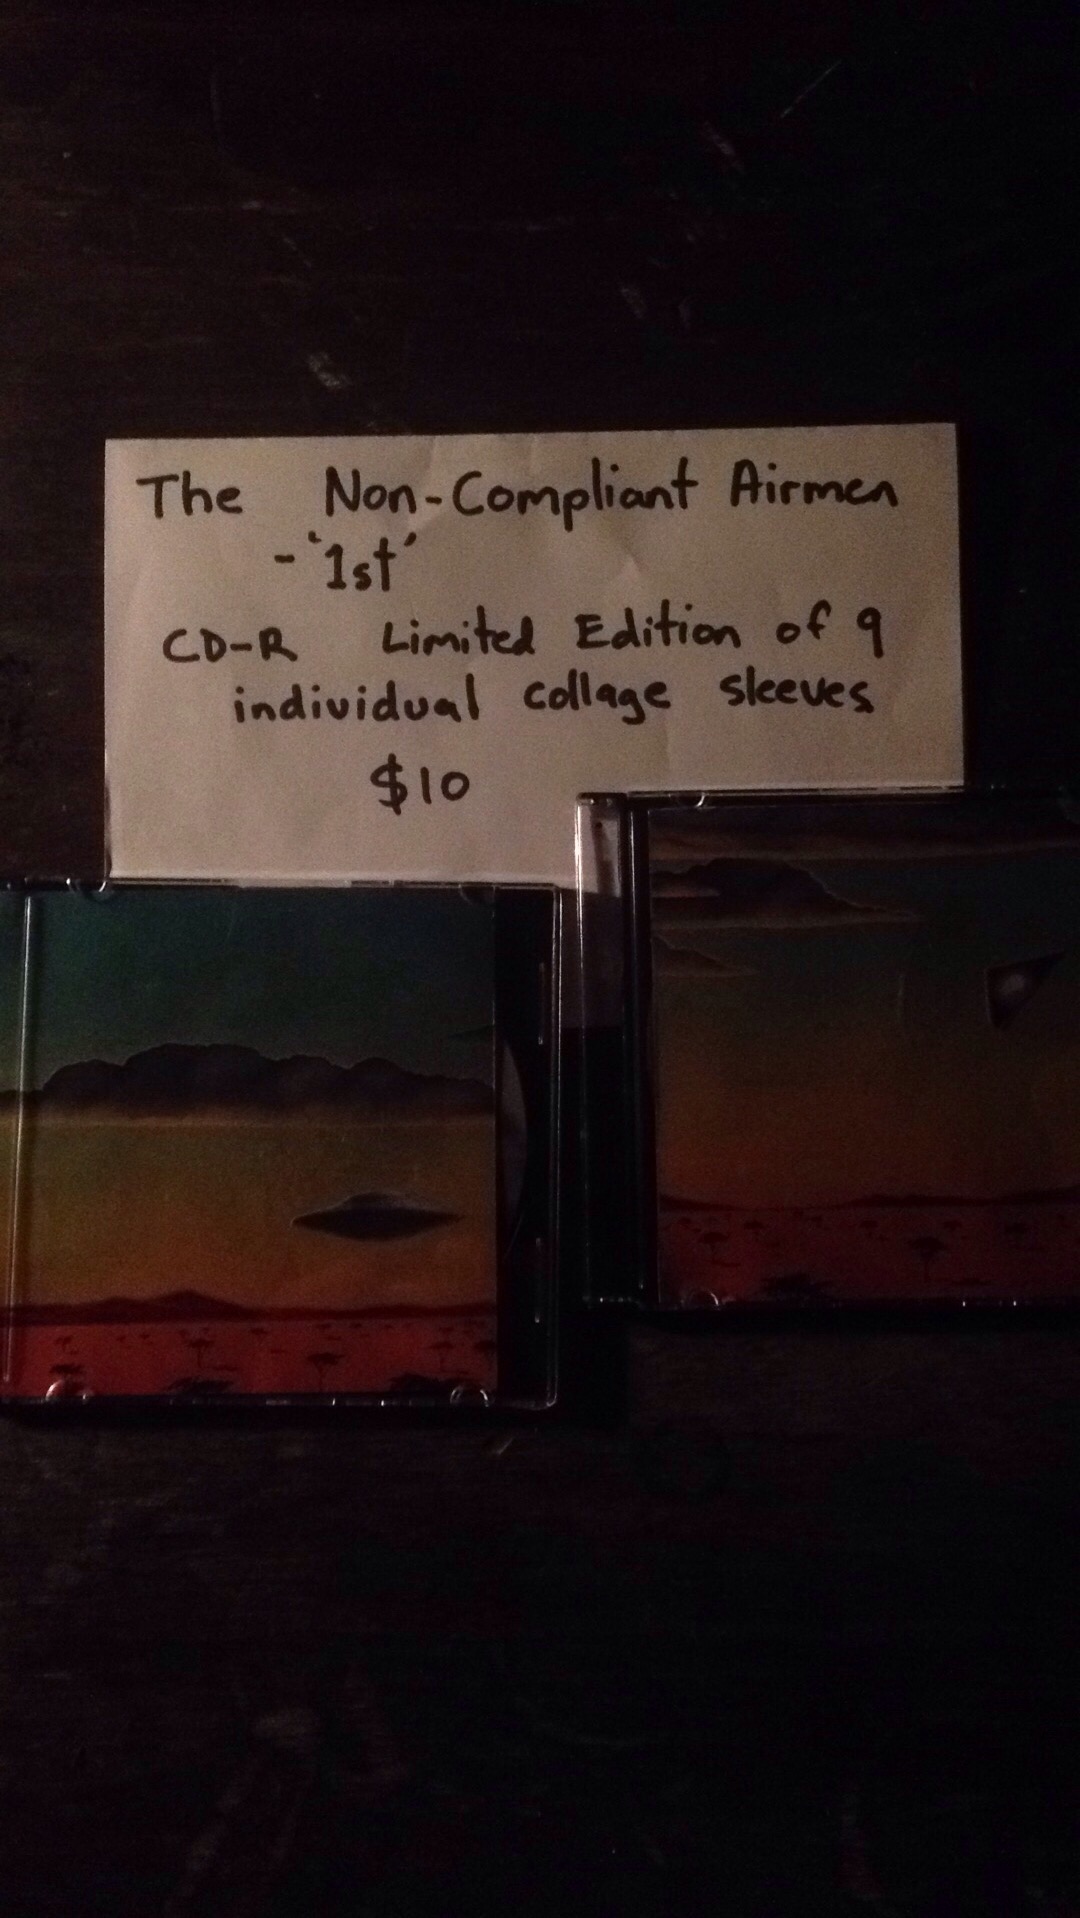 The Non-Compliant Airmen
- '1st'
CD-R Limited Edition of 9
individual collage sleeves
$10